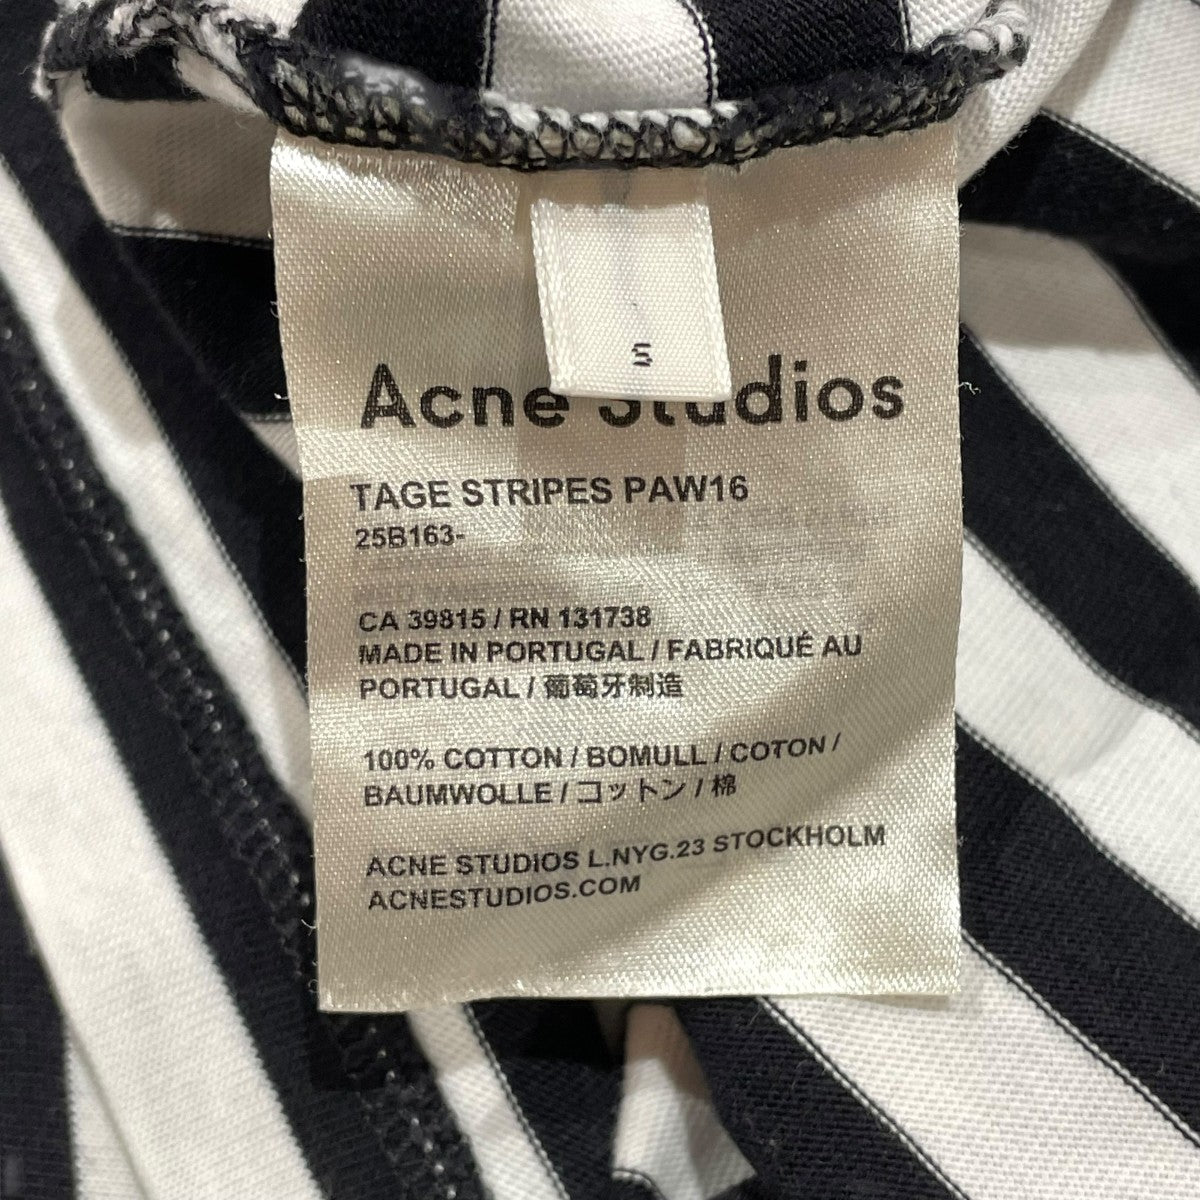 S
Acne Studios
TAGE STRIPES PAW16
25B163-
CA 39815 / RN 131738
MADE IN PORTUGAL / FABRIQUÉ AU
PORTUGAL / 葡萄牙制造
100% COTTON / BOMULL / COTON /
BAUMWOLLE / コットン / 棉
ACNE STUDIOS L.NYG.23 STOCKHOLM
ACNESTUDIOS.COM